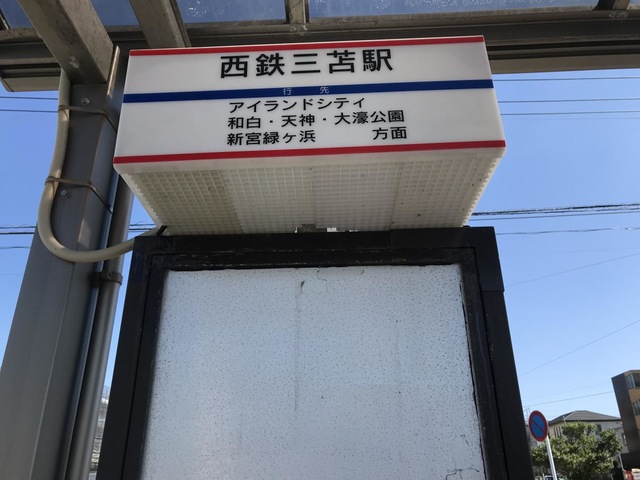 西鉄三苫駅
行先
アイランドシティ
和白・天神・大濠公園
新宮緑ヶ浜 方面